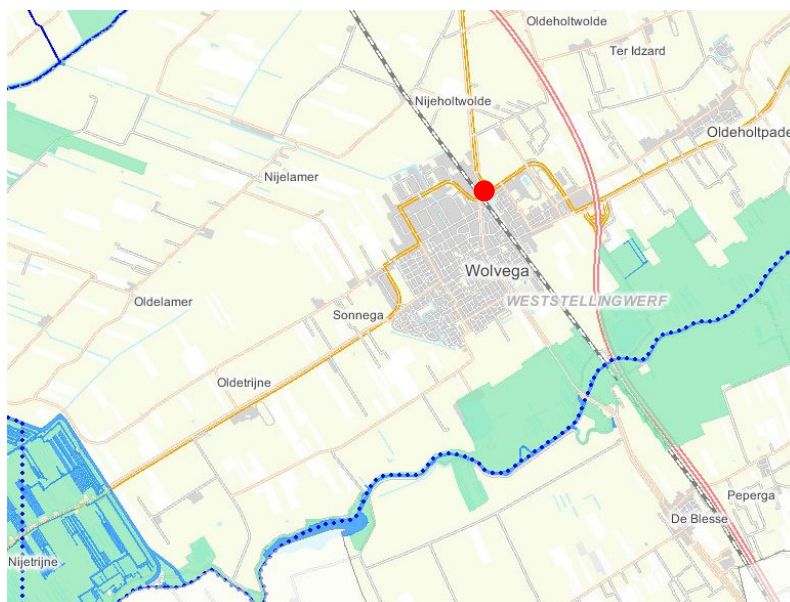 Oldeholtwolde
Ter Idzard
Nijeholtwolde
Oldeholtpade
Nijelamer
Wolvega
Oldelamer
WESTSTELLINGWERF
Sonnega
Oldetrijne
Peperga
De Blesse
Nijetrijne